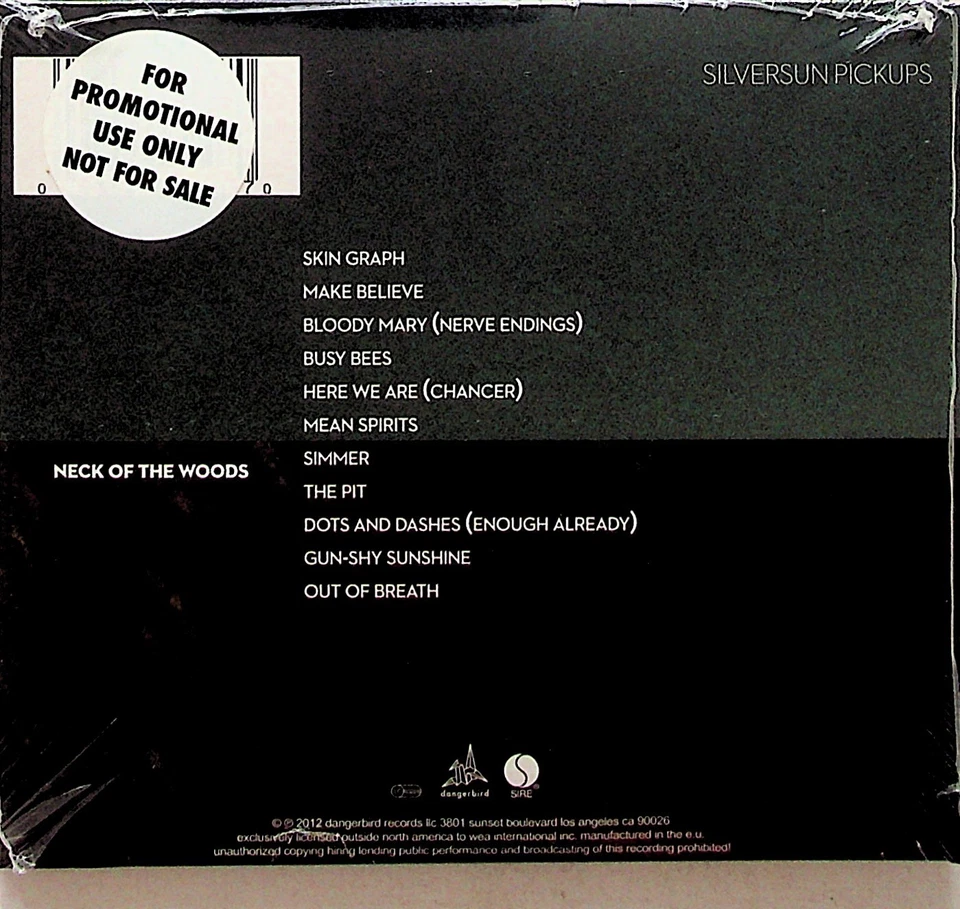 FOR
PROMOTIONAL
USE ONLY
NOT FOR SALE
0 70
SILVERSUN PICKUPS
SKIN GRAPH
MAKE BELIEVE
BLOODY MARY (NERVE ENDINGS)
BUSY BEES
HERE WE ARE (CHANCER)
MEAN SPIRITS
SIMMER
NECK OF THE WOODS
THE PIT
DOTS AND DASHES (ENOUGH ALREADY)
GUN-SHY SUNSHINE
OUT OF BREATH
dangerbird
SIRE
© ℗ 2012 dangerbird records llc 3801 sunset boulevard los angeles ca 90026
exclusively licensed outside north america to wea international inc. manufactured in the e.u.
unauthorized copying hiring lending public performance and broadcasting of this recording prohibited!